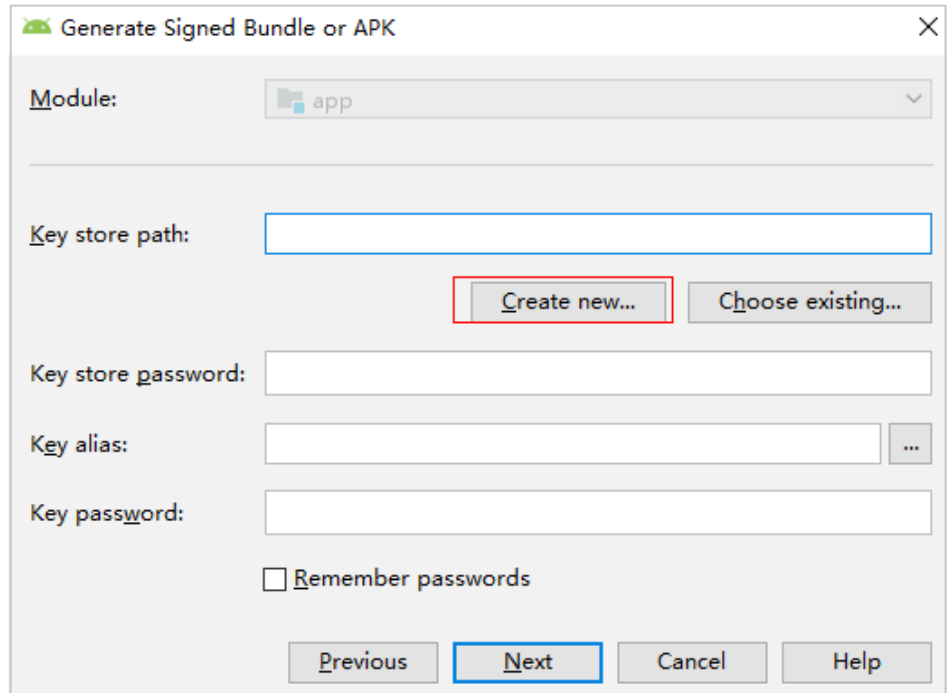 Generate Signed Bundle or APK
Module: app
Key store path:
Create new... Choose existing...
Key store password:
Key alias: ...
Key password:
Remember passwords
Previous Next Cancel Help